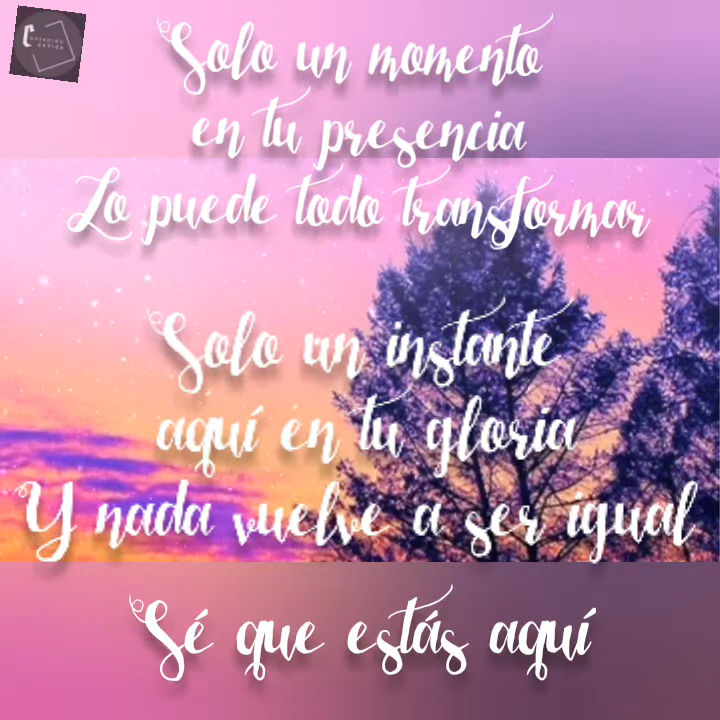 Solo un momento
en tu presencia
Lo puede todo transformar
Solo un instante
aquí en tu gloria
Y nada vuelve a ser igual
Sé que estás aquí